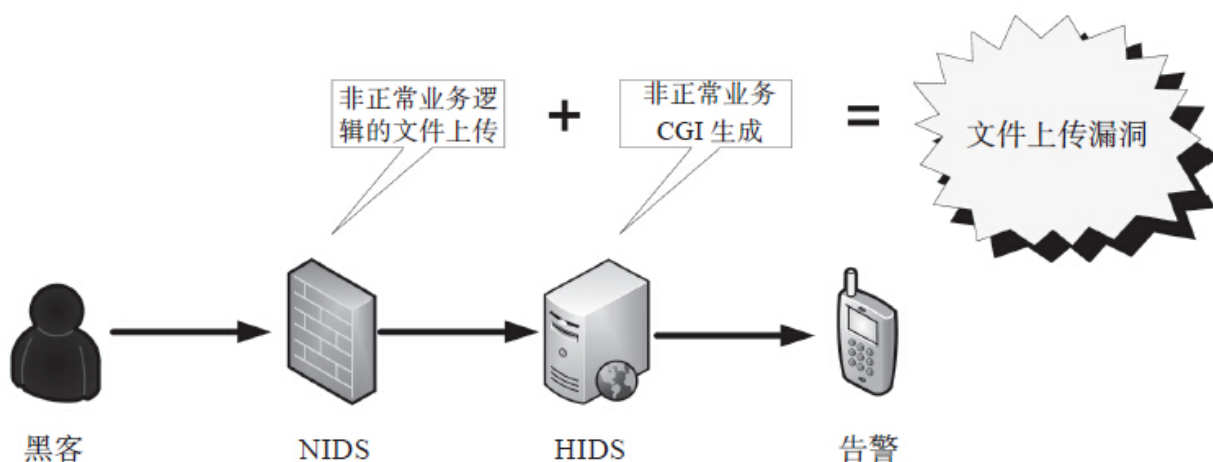 非正常业务逻
辑的文件上传
+
非正常业务
CGI 生成
=
文件上传漏洞
黑客
NIDS
HIDS
告警